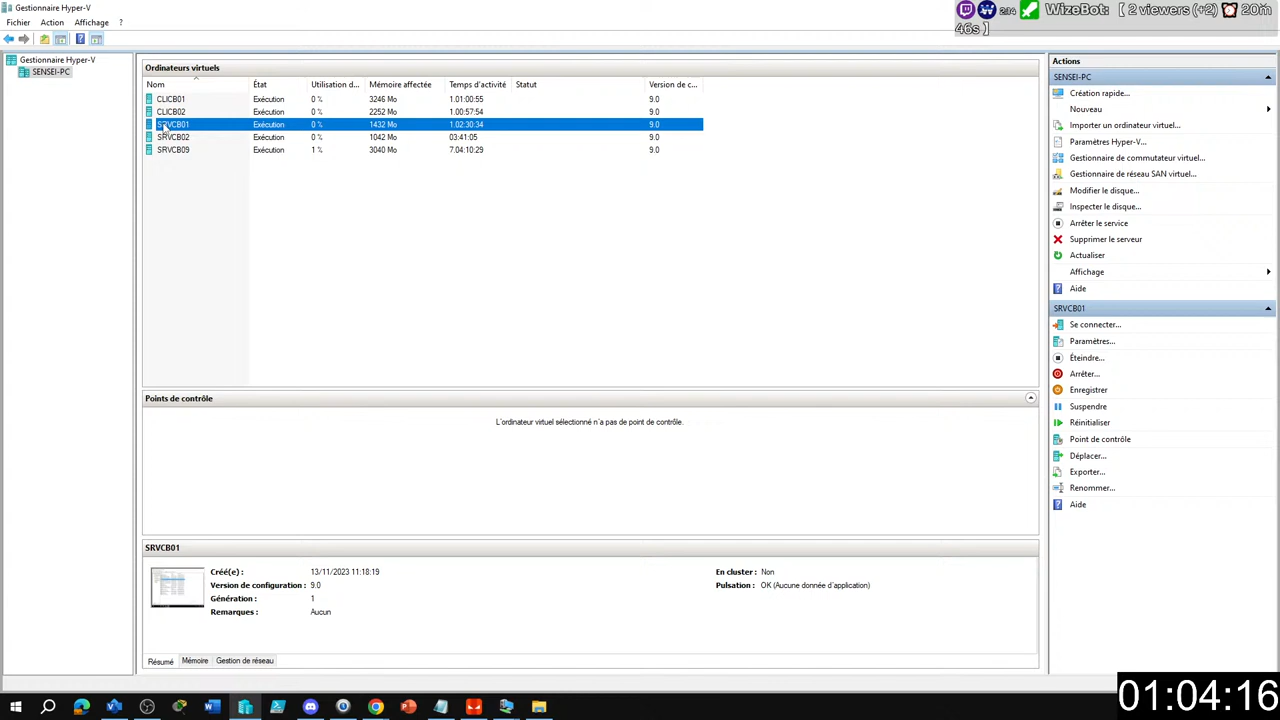 Gestionnaire Hyper-V
Fichier Action Affichage ?
WizeBot: 【 2 viewers (+2) 20m 46s 】
2:14
Gestionnaire Hyper-V
SENSEI-PC
Ordinateurs virtuels
Nom État Utilisation d... Mémoire affectée Temps d'activité Statut Version de c...
CLICB01 Exécution 0 % 3246 Mo 1.01:00:55 9.0
CLICB02 Exécution 0 % 2252 Mo 1.00:57:54 9.0
SRVCB01 Exécution 0 % 1432 Mo 1.02:30:34 9.0
SRVCB02 Exécution 0 % 1042 Mo 03:41:05 9.0
SRVCB09 Exécution 1 % 3040 Mo 7.04:10:29 9.0
Points de contrôle
L'ordinateur virtuel sélectionné n'a pas de point de contrôle.
SRVCB01
Créé(e) : 13/11/2023 11:18:19
Version de configuration : 9.0
Génération : 1
Remarques : Aucun
En cluster : Non
Pulsation : OK (Aucune donnée d'application)
Résumé Mémoire Gestion de réseau
Actions
SENSEI-PC
Création rapide...
Nouveau
Importer un ordinateur virtuel...
Paramètres Hyper-V...
Gestionnaire de commutateur virtuel...
Gestionnaire de réseau SAN virtuel...
Modifier le disque...
Inspecter le disque...
Arrêter le service
Supprimer le serveur
Actualiser
Affichage
Aide
SRVCB01
Se connecter...
Paramètres...
Éteindre...
Arrêter...
Enregistrer
Suspendre
Réinitialiser
Point de contrôle
Déplacer...
Exporter...
Renommer...
Aide
01:04:16